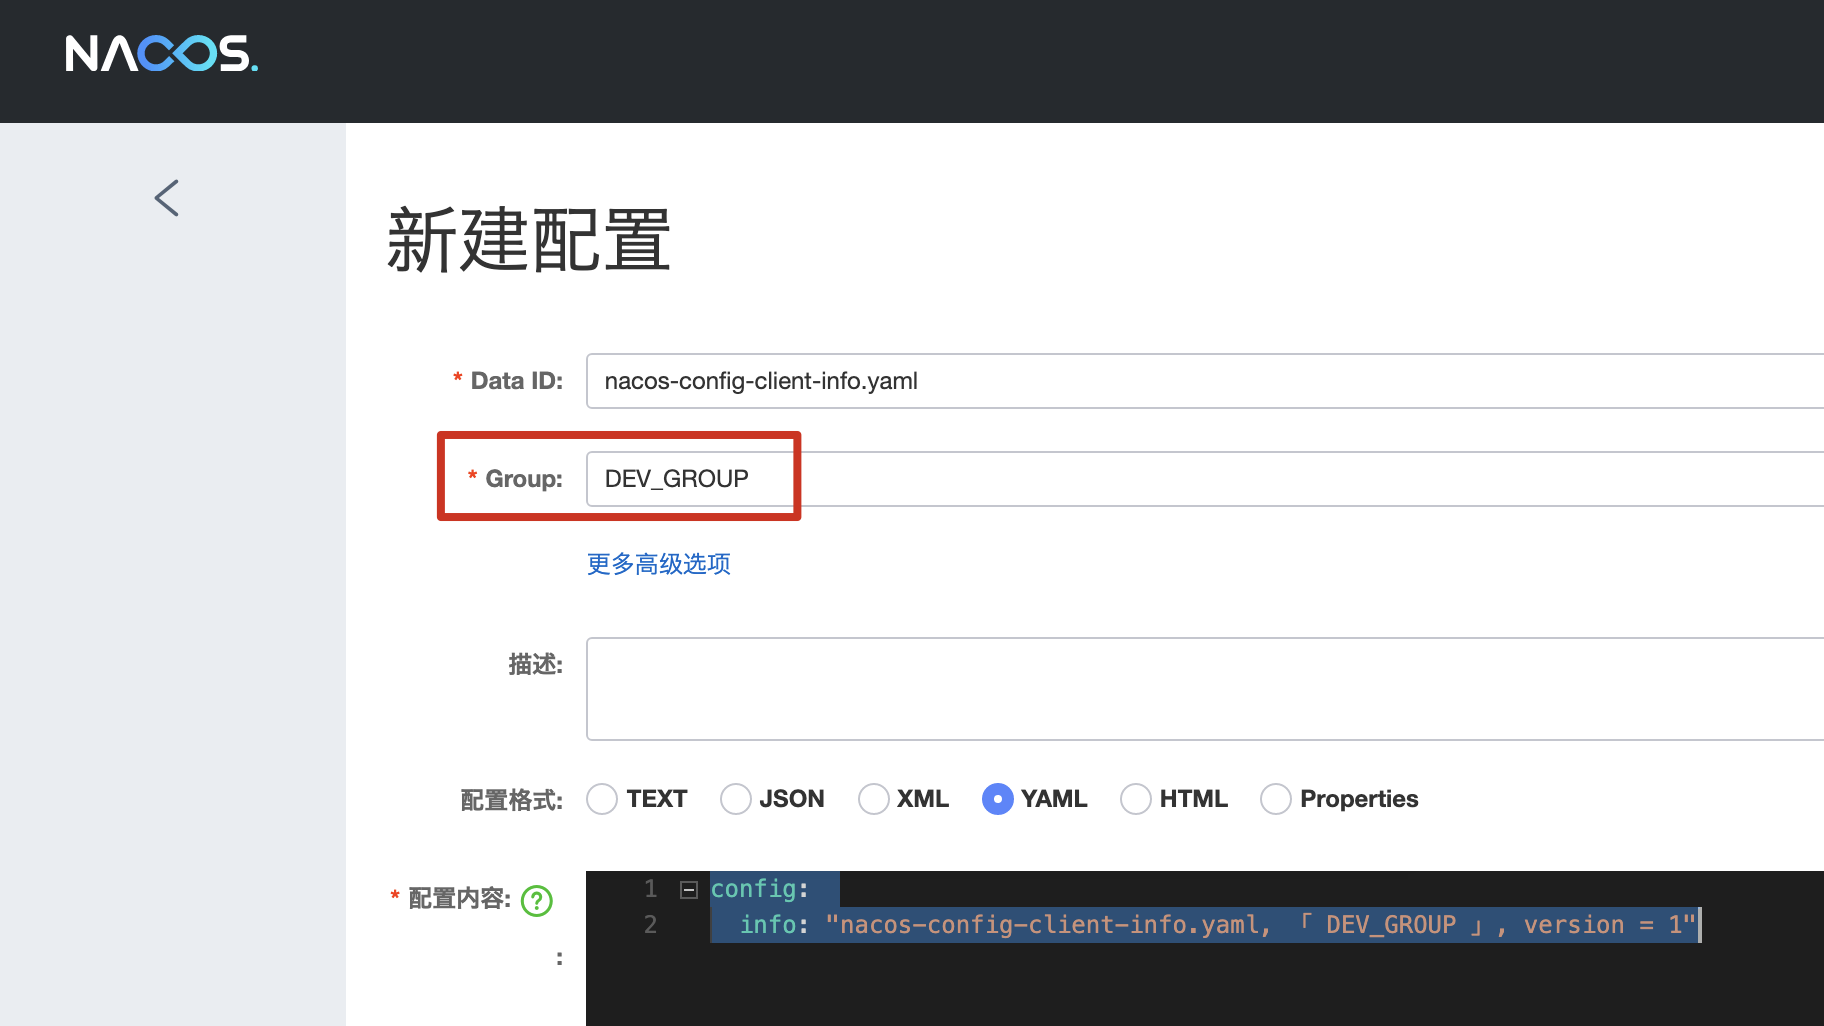 NACOS.
新建配置
* Data ID: nacos-config-client-info.yaml
* Group: DEV_GROUP
更多高级选项
描述:
配置格式: TEXT JSON XML YAML HTML Properties
* 配置内容: ?
:
1 config:
2 info: "nacos-config-client-info.yaml, 「 DEV_GROUP 」, version = 1"